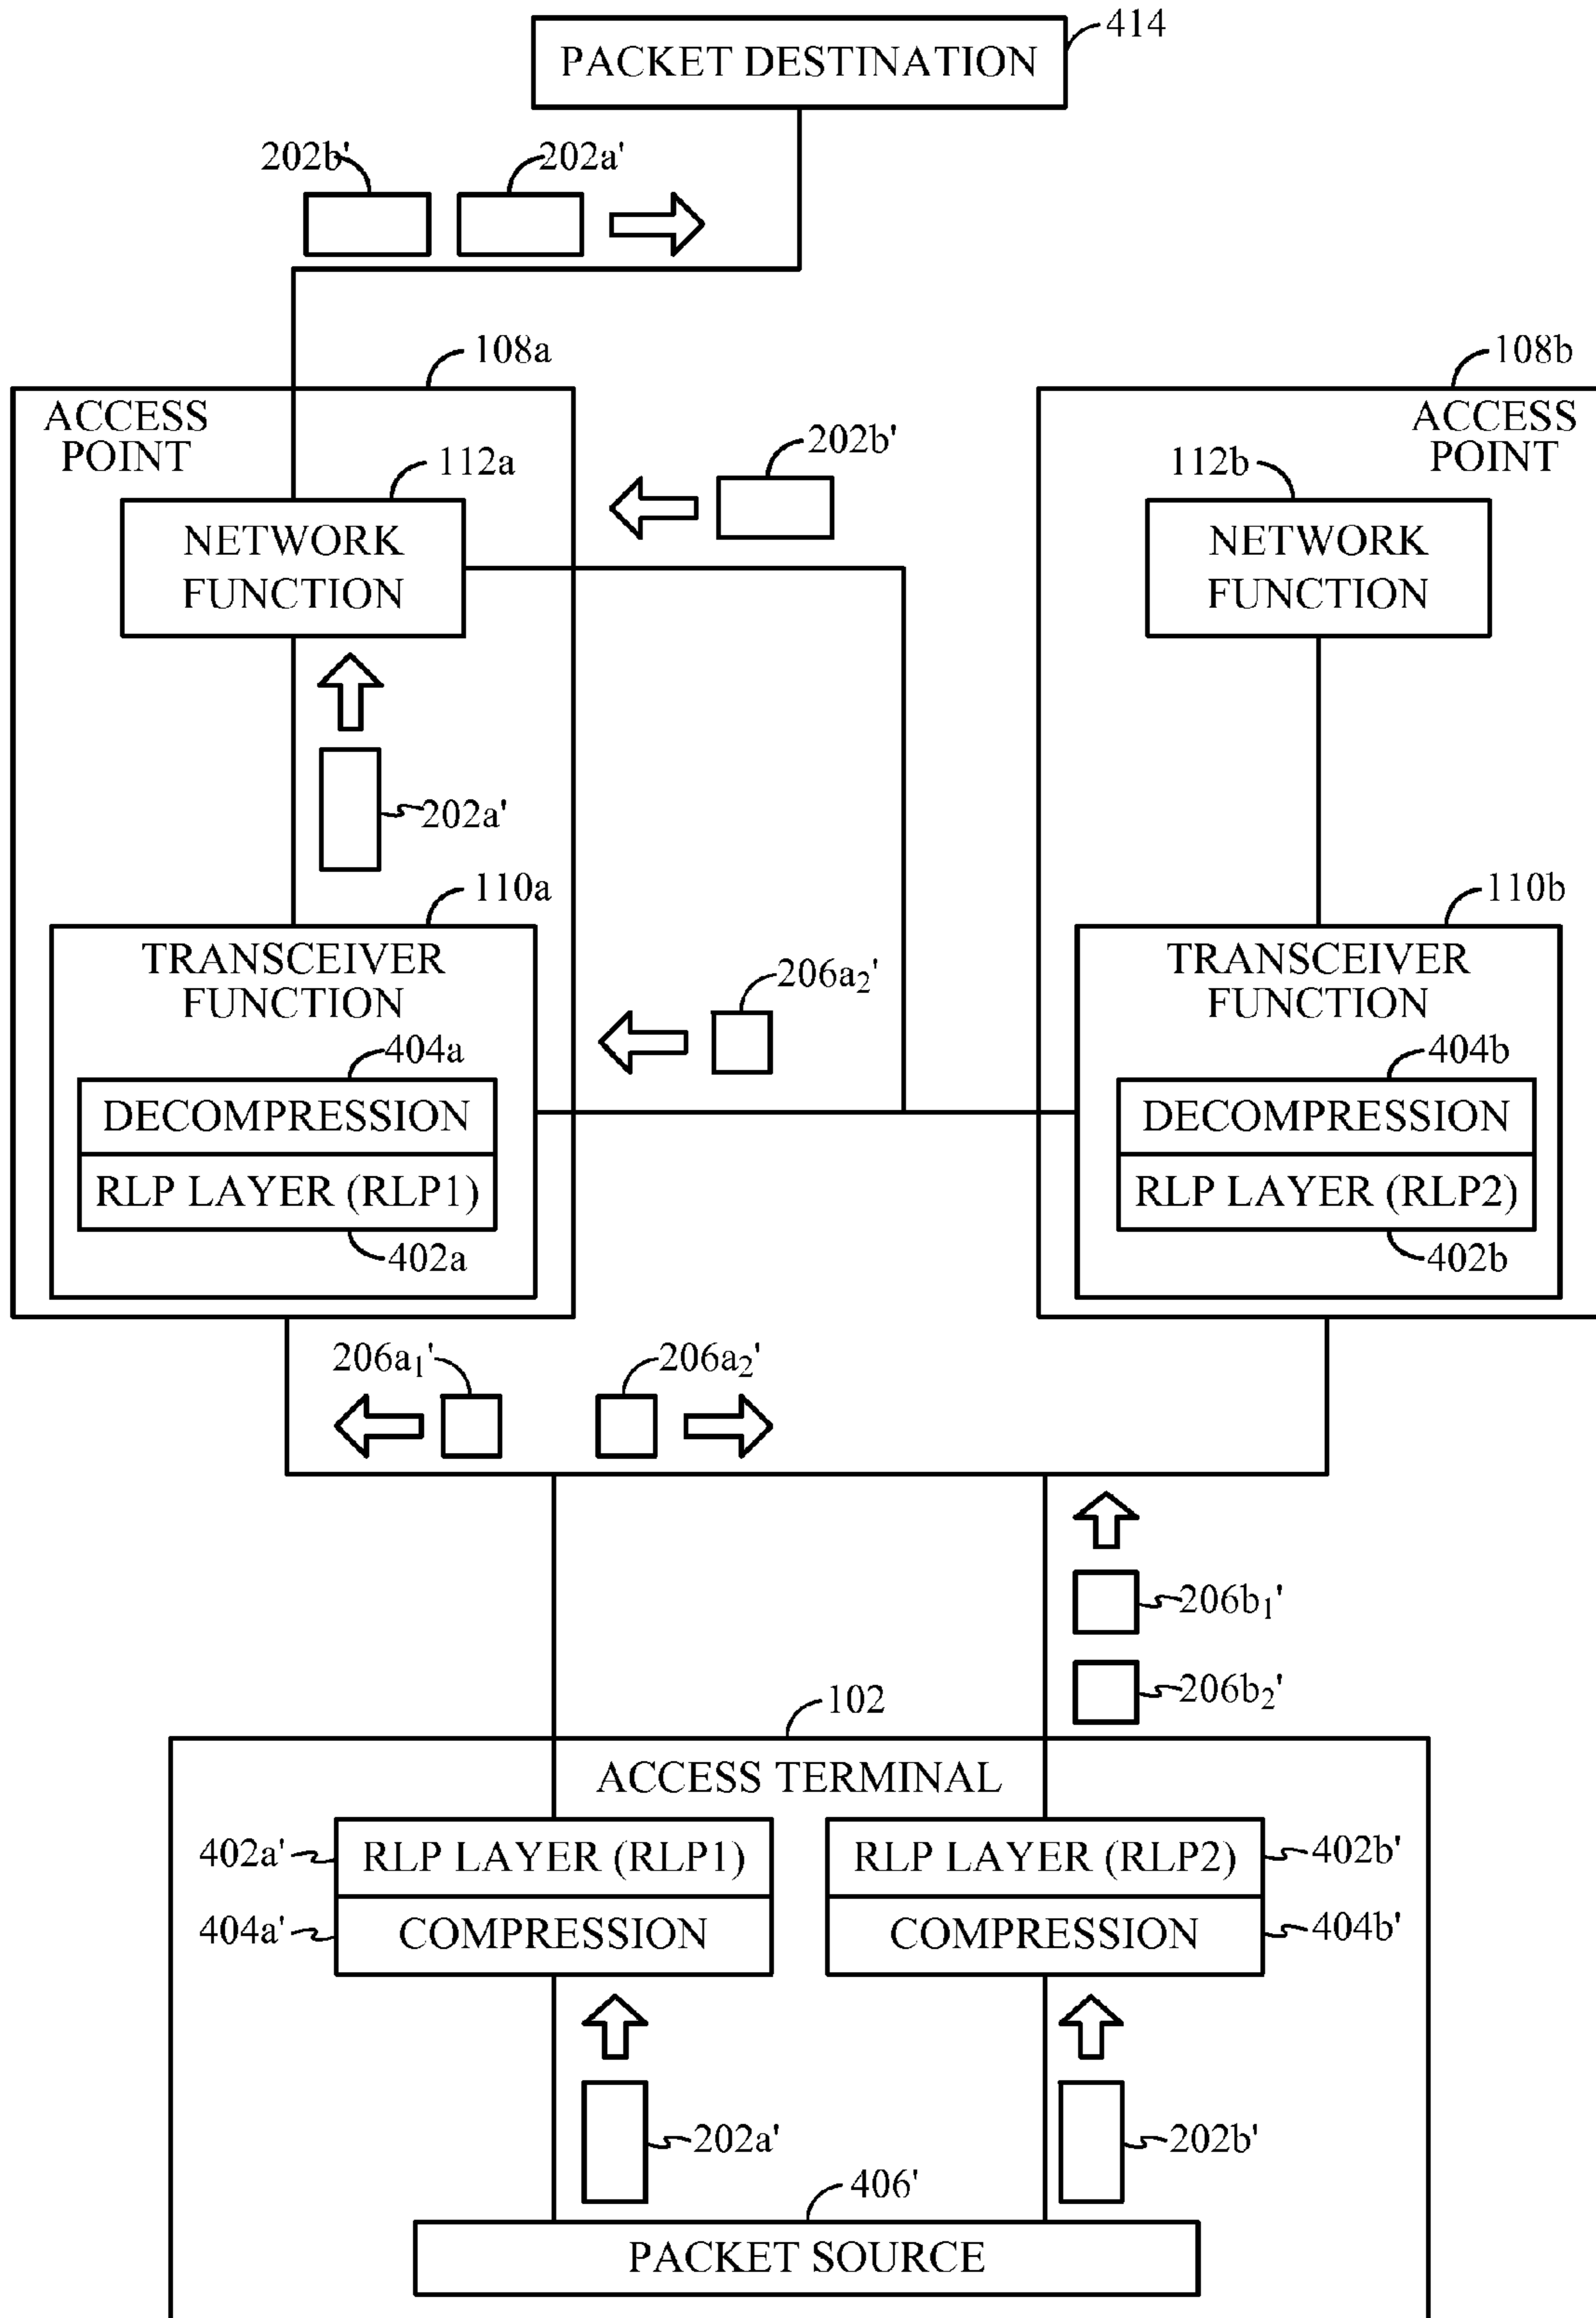 414
PACKET DESTINATION
202b'
202a'
108a
108b
ACCESS
POINT
ACCESS
POINT
202b'
112a
112b
NETWORK
FUNCTION
NETWORK
FUNCTION
202a'
110a
110b
TRANSCEIVER
FUNCTION
206a₂'
TRANSCEIVER
FUNCTION
404a
404b
DECOMPRESSION
DECOMPRESSION
RLP LAYER (RLP1)
RLP LAYER (RLP2)
402a
402b
206a₁'
206a₂'
206b₁'
206b₂'
102
ACCESS TERMINAL
402a'
RLP LAYER (RLP1)
RLP LAYER (RLP2)
402b'
404a'
COMPRESSION
COMPRESSION
404b'
202a'
202b'
406'
PACKET SOURCE